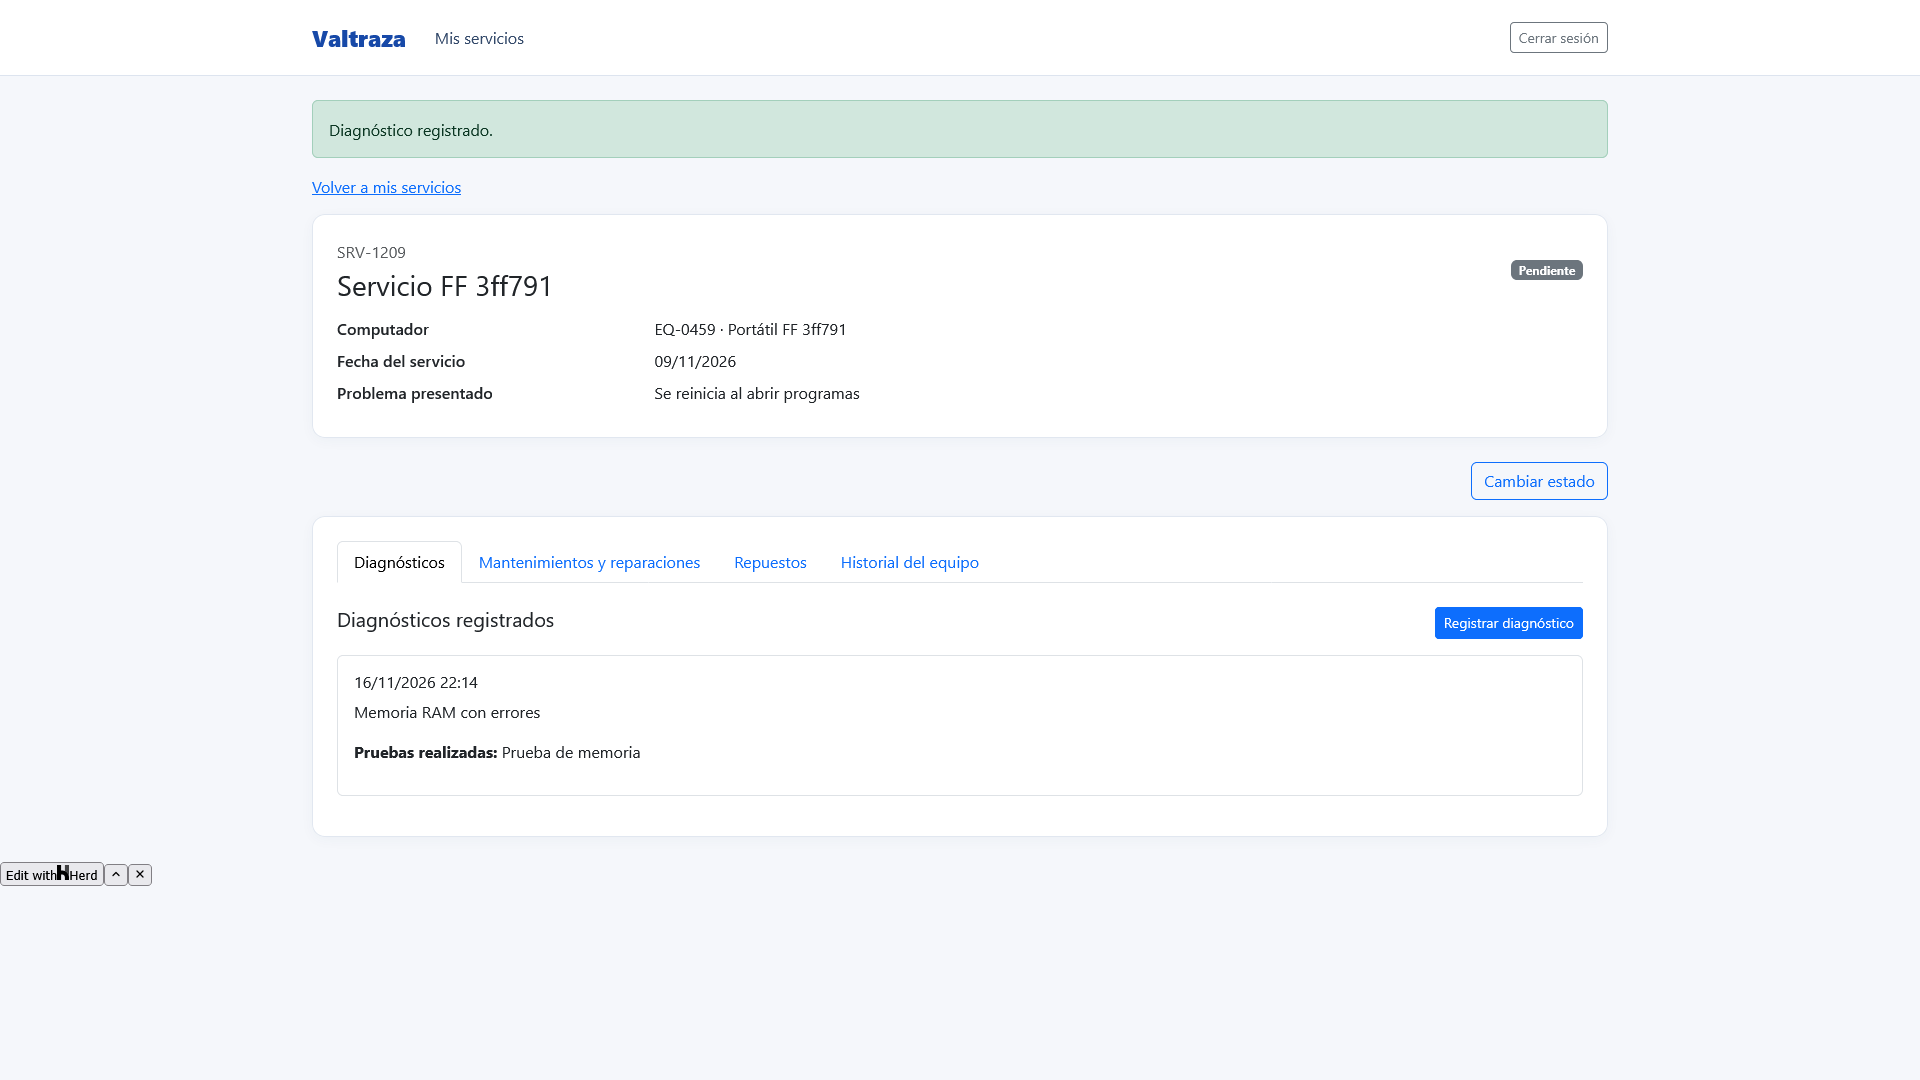 Valtraza Mis servicios Cerrar sesión
Diagnóstico registrado.
Volver a mis servicios
SRV-1209
Servicio FF 3ff791
Pendiente
Computador EQ-0459 · Portátil FF 3ff791
Fecha del servicio 09/11/2026
Problema presentado Se reinicia al abrir programas
Cambiar estado
Diagnósticos Mantenimientos y reparaciones Repuestos Historial del equipo
Diagnósticos registrados Registrar diagnóstico
16/11/2026 22:14
Memoria RAM con errores
Pruebas realizadas: Prueba de memoria
Edit with Herd